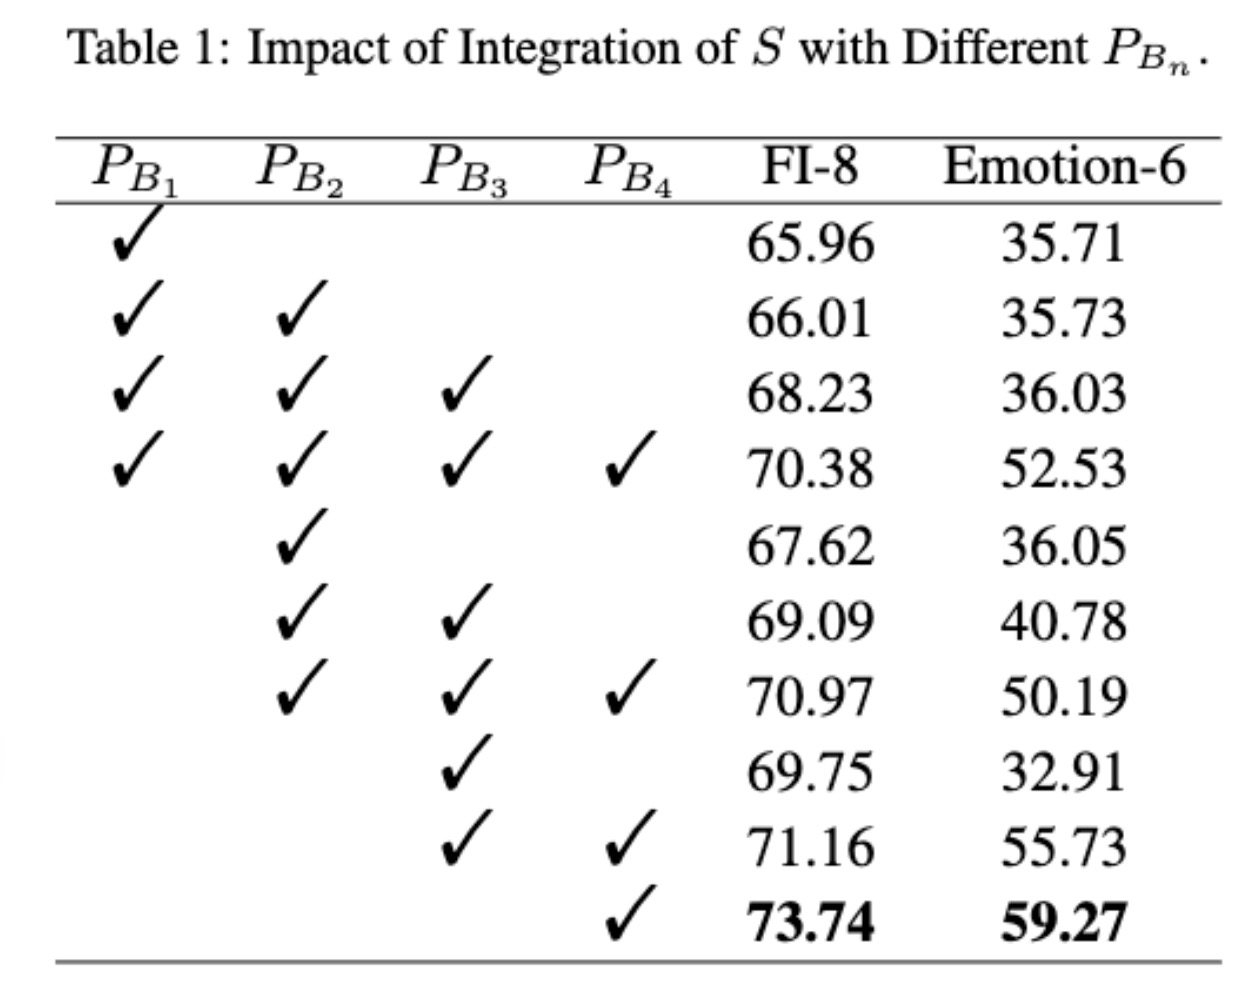 Table 1: Impact of Integration of S with Different P_{B_n}.
P_{B_1} P_{B_2} P_{B_3} P_{B_4} FI-8 Emotion-6
✓ 65.96 35.71
✓ ✓ 66.01 35.73
✓ ✓ ✓ 68.23 36.03
✓ ✓ ✓ ✓ 70.38 52.53
✓ 67.62 36.05
✓ ✓ 69.09 40.78
✓ ✓ ✓ 70.97 50.19
✓ 69.75 32.91
✓ ✓ 71.16 55.73
✓ 73.74 59.27